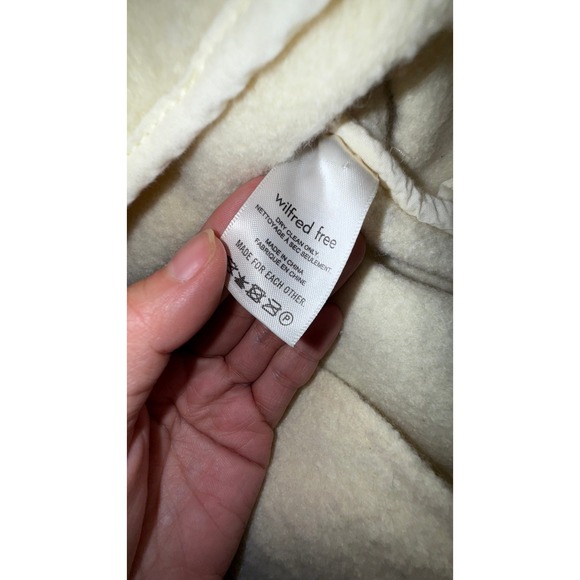 wilfred free
DRY CLEAN ONLY
NETTOYAGE À SEC SEULEMENT.
MADE IN CHINA
FABRIQUÉ EN CHINE
MADE FOR EACH OTHER.
P